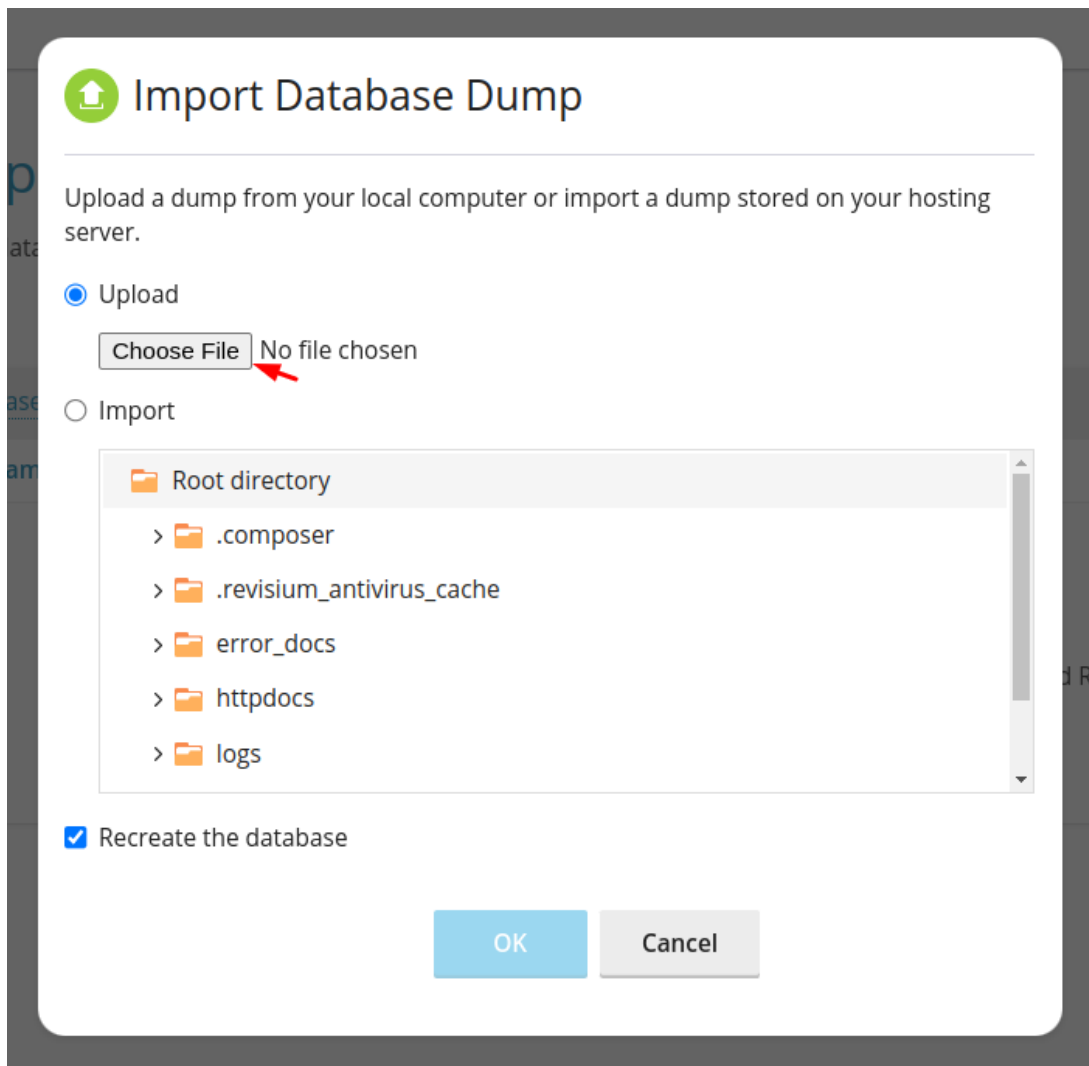 Import Database Dump
Upload a dump from your local computer or import a dump stored on your hosting
server.
Upload
Choose File No file chosen
Import
Root directory
.composer
.revisium_antivirus_cache
error_docs
httpdocs
logs
Recreate the database
OK Cancel